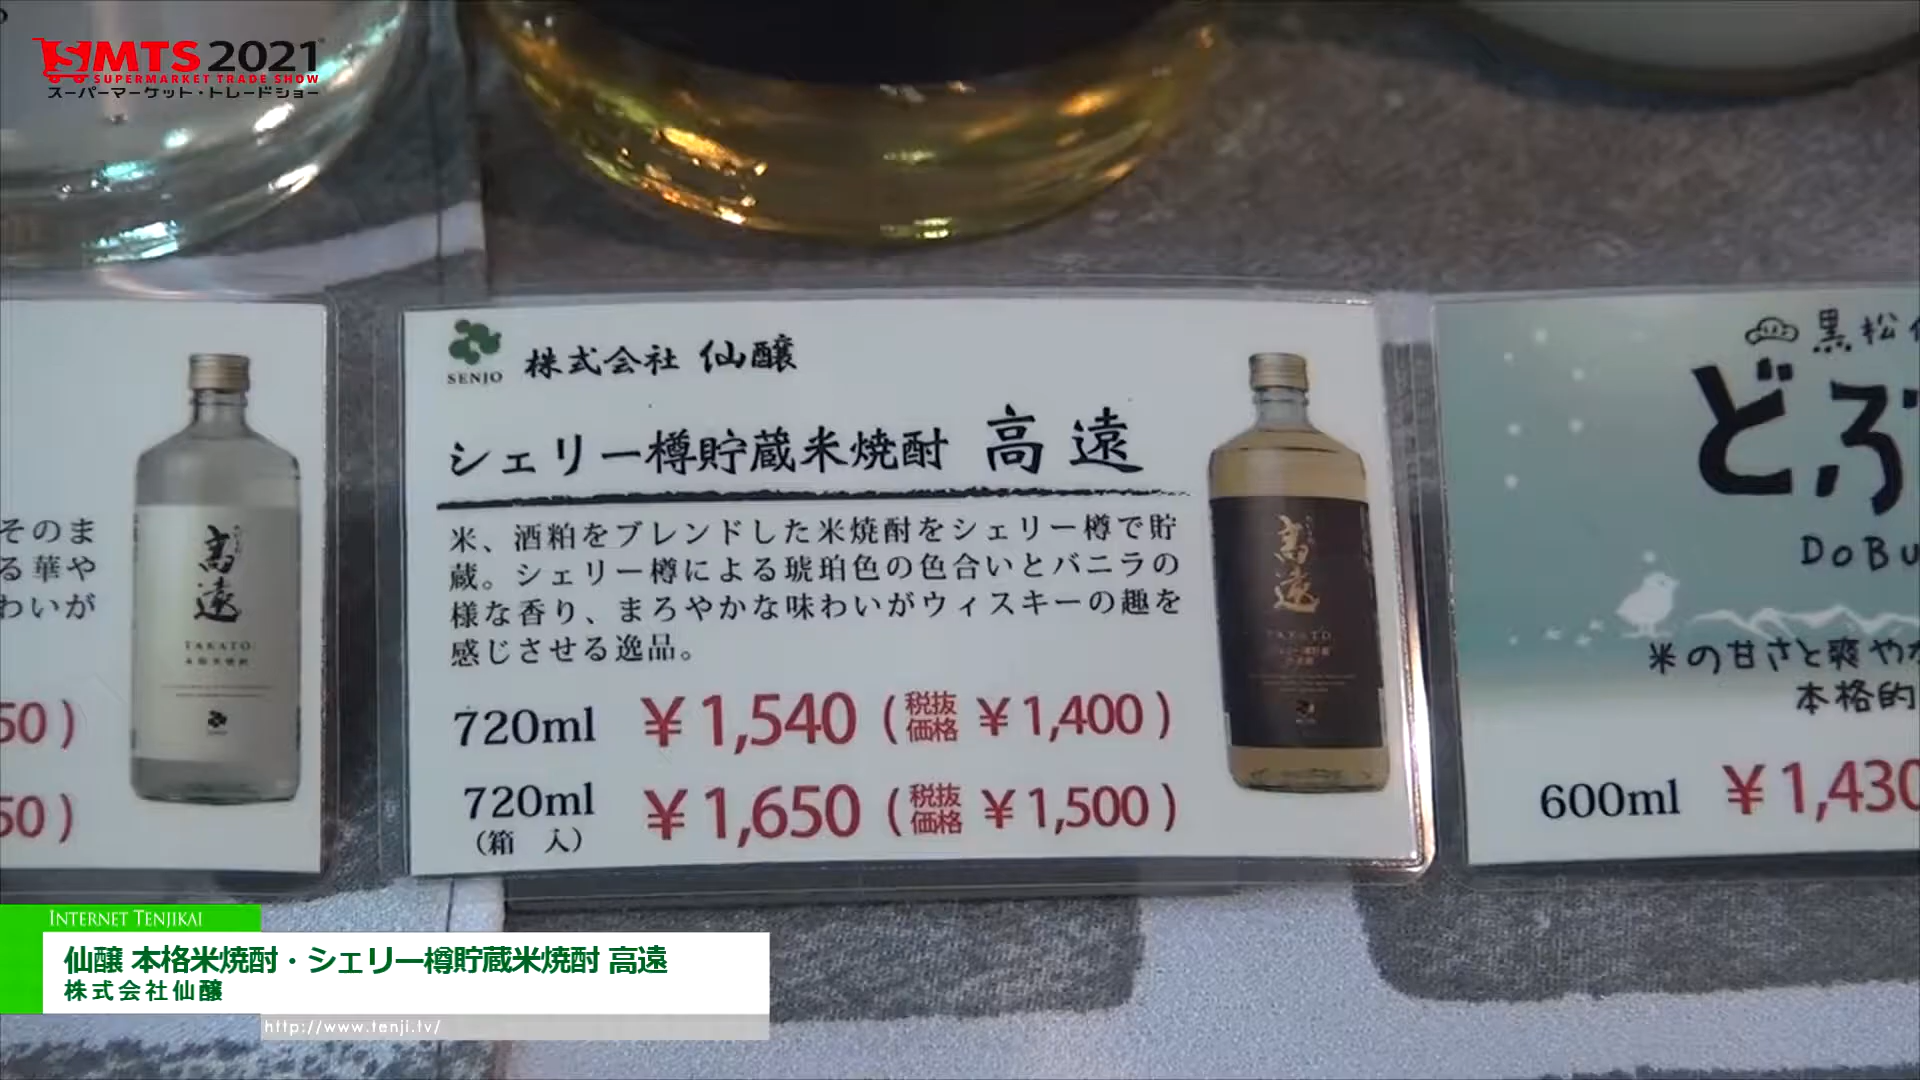 SMTS 2021
SUPERMARKET TRADE SHOW
スーパーマーケット・トレードショー
そのま
る華や
わいが
50)
50)
高遠
TAKATO
SENJO
株式会社 仙醸
シェリー樽貯蔵米焼酎 高遠
米、酒粕をブレンドした米焼酎をシェリー樽で貯
蔵。シェリー樽による琥珀色の色合いとバニラの
様な香り、まろやかな味わいがウィスキーの趣を
感じさせる逸品。
720ml ¥1,540 (税抜価格 ¥1,400)
720ml ¥1,650 (税抜価格 ¥1,500)
(箱 入)
高遠
TAKATO
黒松
どぶ
DoBu
米の甘さと爽やか
本格的
600ml ¥1,430
INTERNET TENJIKAI
仙醸 本格米焼酎・シェリー樽貯蔵米焼酎 高遠
株式会社仙醸
http://www.tenji.tv/